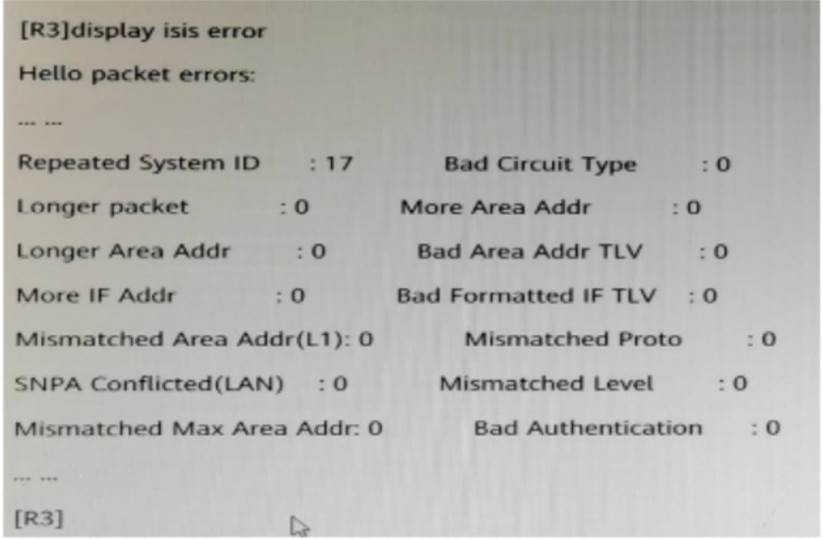 [R3]display isis error
Hello packet errors:
... ...
Repeated System ID : 17 Bad Circuit Type : 0
Longer packet : 0 More Area Addr : 0
Longer Area Addr : 0 Bad Area Addr TLV : 0
More IF Addr : 0 Bad Formatted IF TLV : 0
Mismatched Area Addr(L1): 0 Mismatched Proto : 0
SNPA Conflicted(LAN) : 0 Mismatched Level : 0
Mismatched Max Area Addr: 0 Bad Authentication : 0
... ...
[R3]